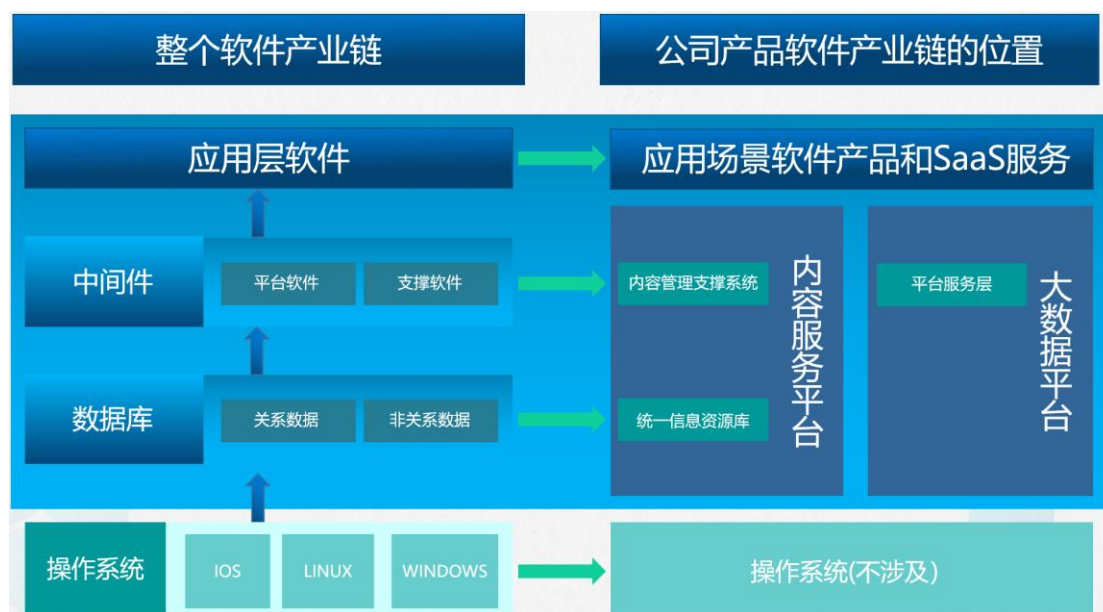 整个软件产业链
公司产品软件产业链的位置
应用层软件
应用场景软件产品和SaaS服务
中间件
平台软件
支撑软件
内容管理支撑系统
内容服务平台
平台服务层
大数据平台
数据库
关系数据
非关系数据
统一信息资源库
操作系统
IOS
LINUX
WINDOWS
操作系统(不涉及）